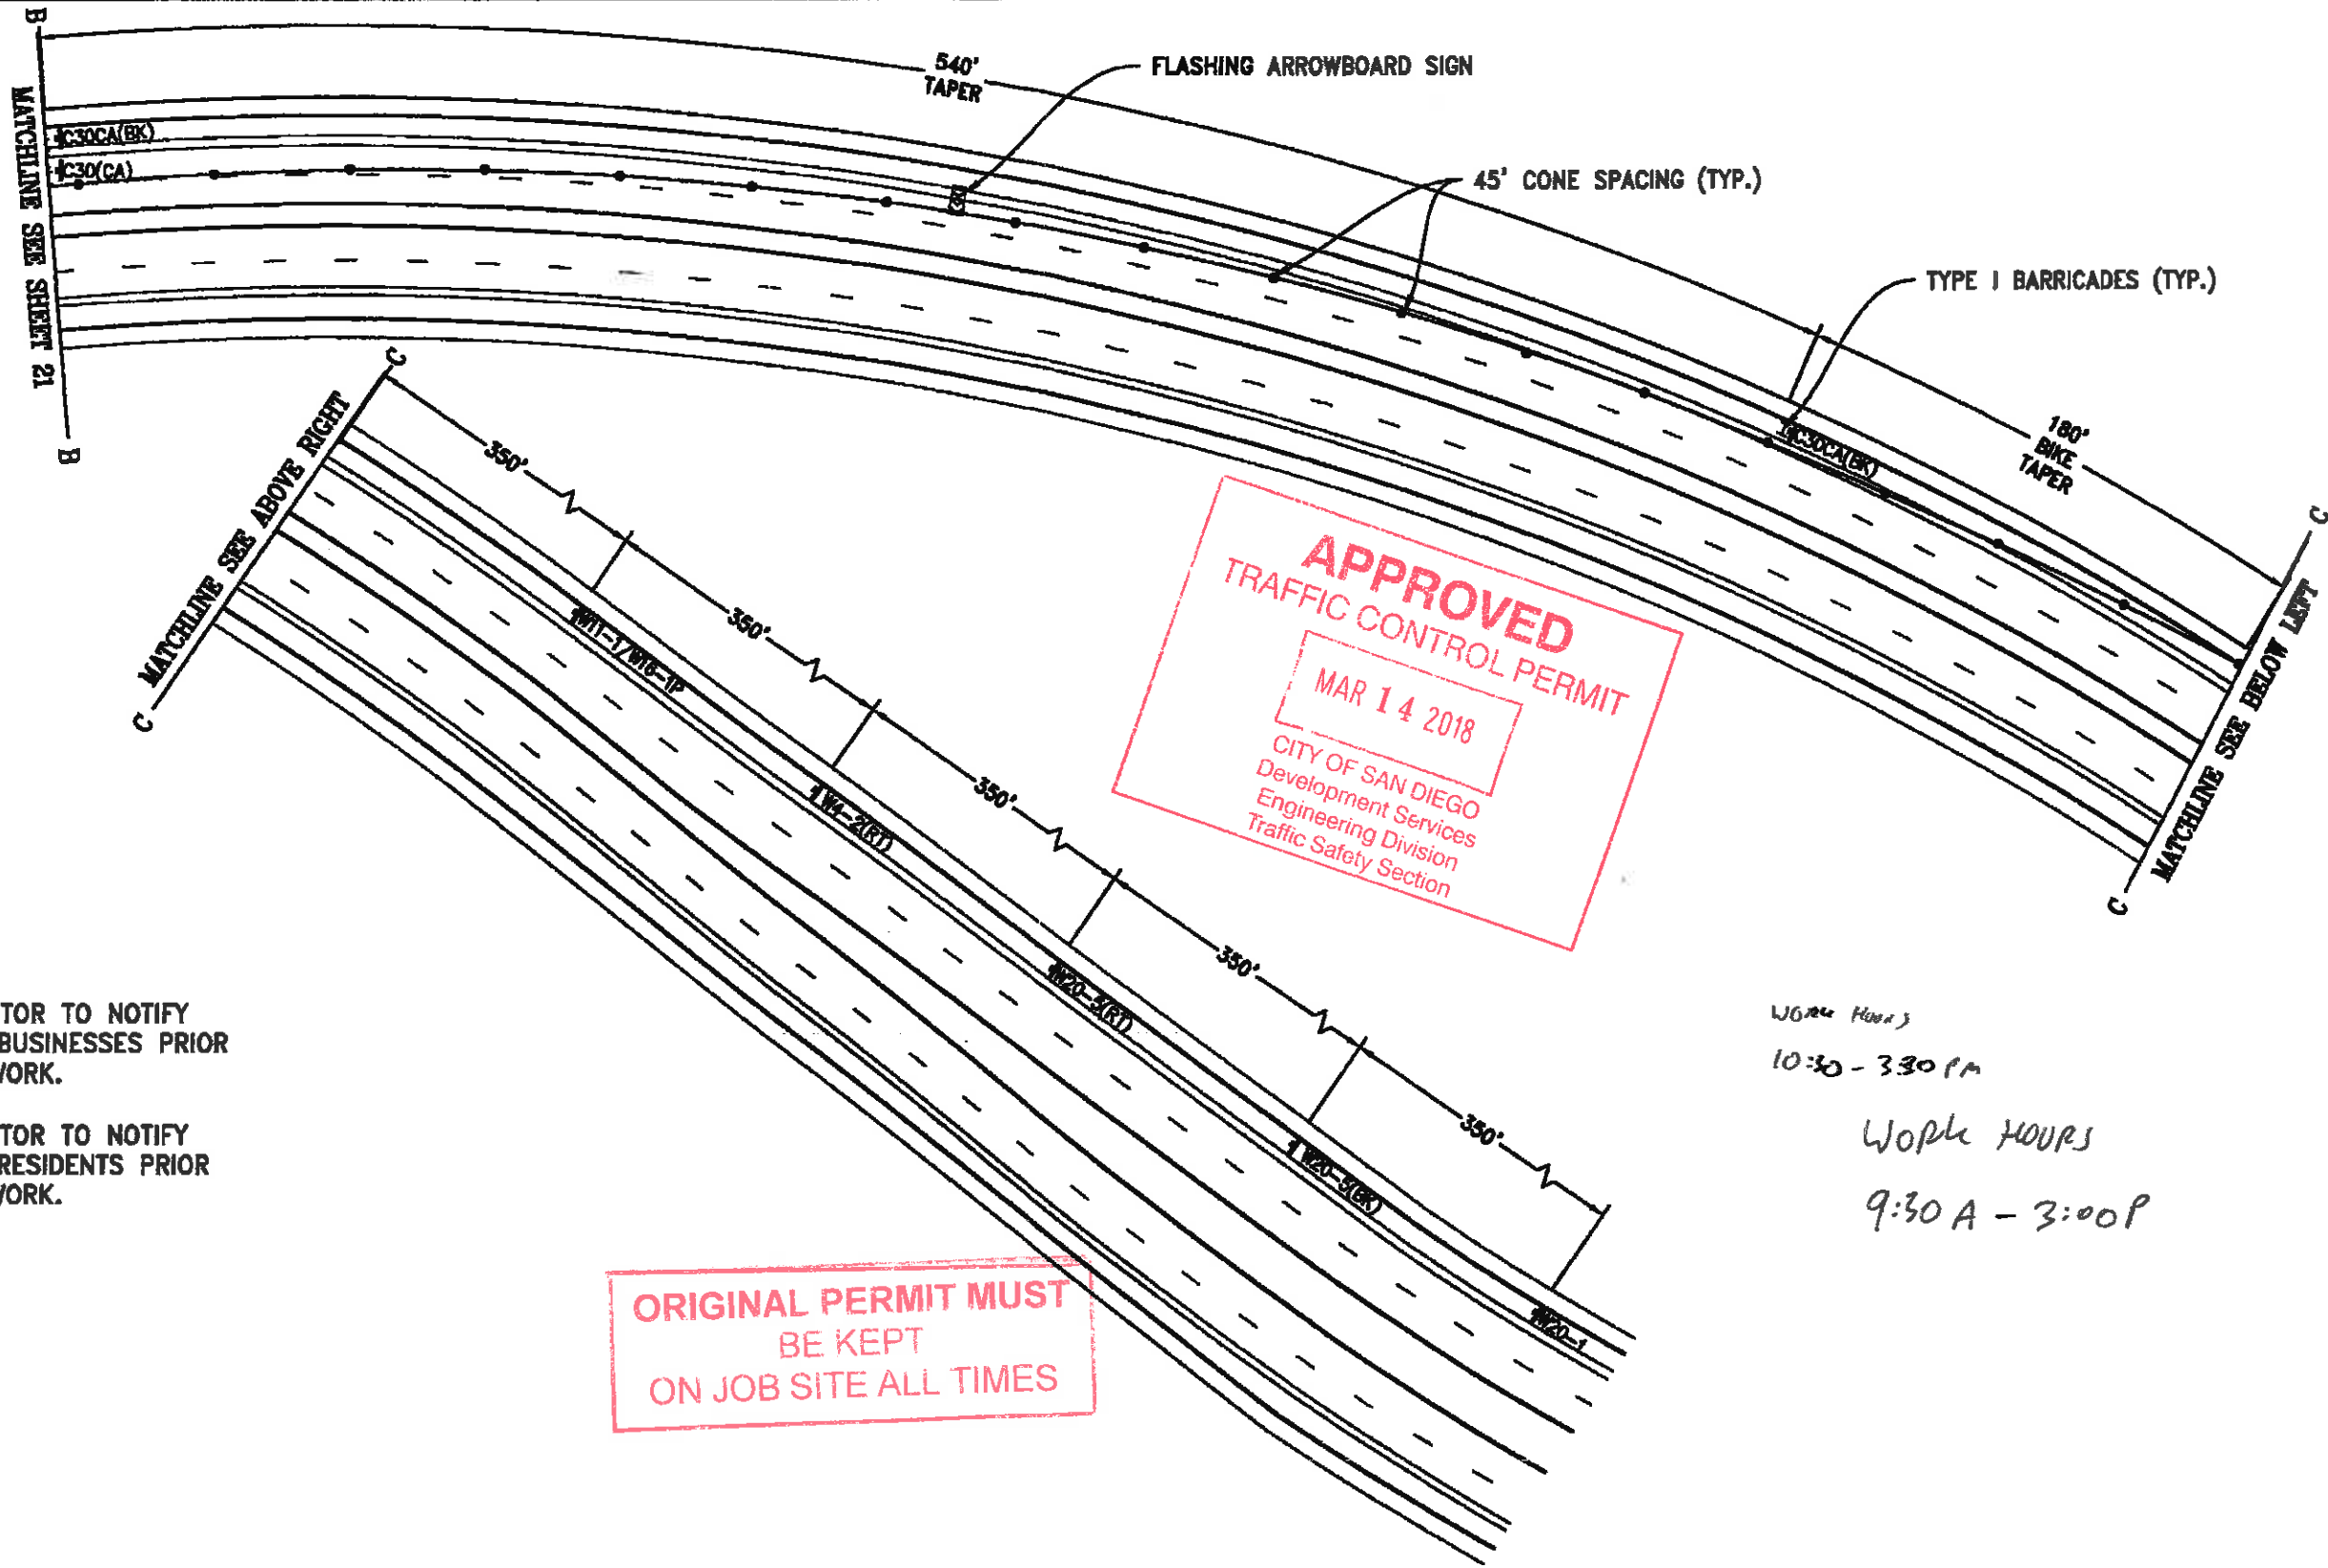 B
540'
TAPER
FLASHING ARROWBOARD SIGN
C30CA(BK)
C30(CA)
MATCHLINE SEE SHEET 21
B
45' CONE SPACING (TYP.)
TYPE I BARRICADES (TYP.)
C30CA(BK)
180'
BIKE
TAPER
C
MATCHLINE SEE BELOW LEFT
C
C
MATCHLINE SEE ABOVE RIGHT
C
350'
350'
350'
350'
350'
W11-1/W16-1P
W4-2(RT)
W20-5(RT)
W20-5(BK)
W20-1
APPROVED
TRAFFIC CONTROL PERMIT
MAR 14 2018
CITY OF SAN DIEGO
Development Services
Engineering Division
Traffic Safety Section
TOR TO NOTIFY
BUSINESSES PRIOR
WORK.
TOR TO NOTIFY
RESIDENTS PRIOR
WORK.
WORK HOURS
10:30 - 330 PM
WORK HOURS
9:30 A - 3:00 P
ORIGINAL PERMIT MUST
BE KEPT
ON JOB SITE ALL TIMES